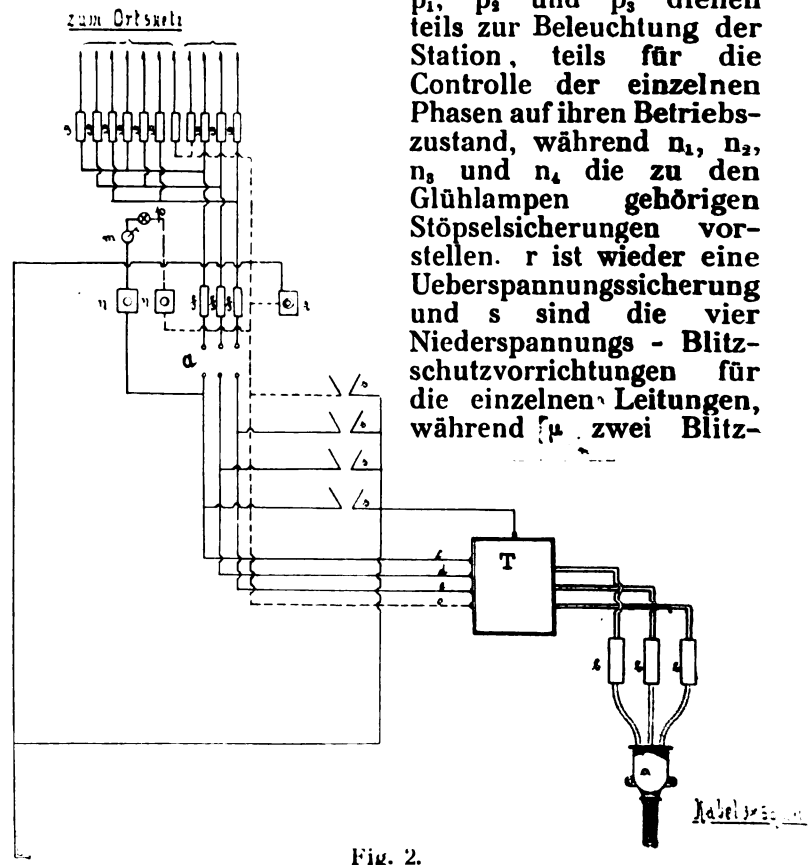 zum Ortsnetz
p₁, p₂ und p₃ dienen
teils zur Beleuchtung der
Station, teils für die
Controlle der einzelnen
Phasen auf ihren Betriebs-
zustand, während n₁, n₂,
n₃ und n₄ die zu den
Glühlampen gehörigen
Stöpselsicherungen vor-
stellen. r ist wieder eine
Ueberspannungssicherung
und s sind die vier
Niederspannungs - Blitz-
schutzvorrichtungen für
die einzelnen Leitungen,
während μ zwei Blitz-
m
p
n
n
r
a
s
s
s
s
d
e
T
b
b
b
a
Fig. 2.